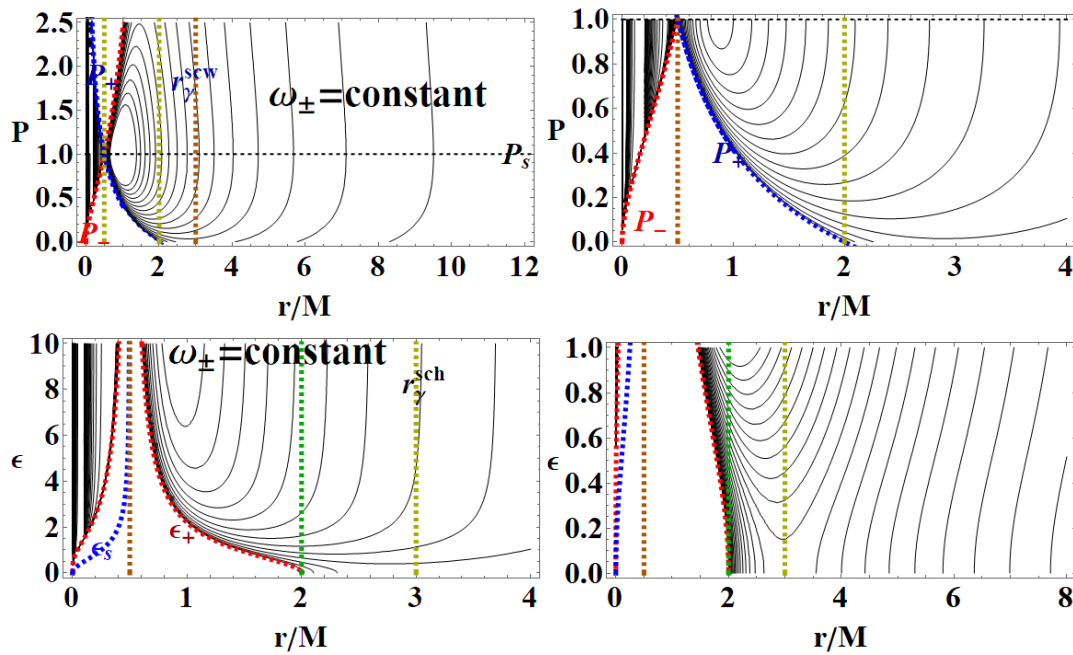 2.5
2.0
1.5
1.0
0.5
0.0
P
P₊
r_γ^scw
ω±=constant
P_s
P₋
0 2 4 6 8 10 12
r/M
1.0
0.8
0.6
0.4
0.2
0.0
P
P₊
P₋
0 1 2 3 4
r/M
10
8
6
4
2
0
ϵ
ω±=constant
r_γ^sch
ϵ_s
ϵ₊
0 1 2 3 4
r/M
1.0
0.8
0.6
0.4
0.2
0.0
ϵ
0 2 4 6 8
r/M